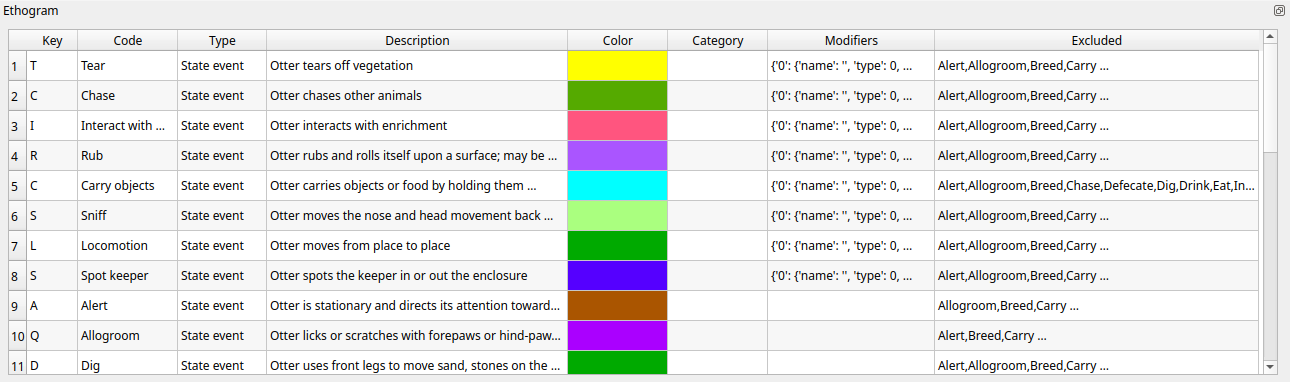 Ethogram
Key Code Type Description Color Category Modifiers Excluded
1 T Tear State event Otter tears off vegetation {'0': {'name': '', 'type': 0, ... Alert,Allogroom,Breed,Carry ...
2 C Chase State event Otter chases other animals {'0': {'name': '', 'type': 0, ... Alert,Allogroom,Breed,Carry ...
3 I Interact with ... State event Otter interacts with enrichment {'0': {'name': '', 'type': 0, ... Alert,Allogroom,Breed,Carry ...
4 R Rub State event Otter rubs and rolls itself upon a surface; may be ... {'0': {'name': '', 'type': 0, ... Alert,Allogroom,Breed,Carry ...
5 C Carry objects State event Otter carries objects or food by holding them ... {'0': {'name': '', 'type': 0, ... Alert,Allogroom,Breed,Chase,Defecate,Dig,Drink,Eat,In...
6 S Sniff State event Otter moves the nose and head movement back ... {'0': {'name': '', 'type': 0, ... Alert,Allogroom,Breed,Carry ...
7 L Locomotion State event Otter moves from place to place {'0': {'name': '', 'type': 0, ... Alert,Allogroom,Breed,Carry ...
8 S Spot keeper State event Otter spots the keeper in or out the enclosure {'0': {'name': '', 'type': 0, ... Alert,Allogroom,Breed,Carry ...
9 A Alert State event Otter is stationary and directs its attention toward... Allogroom,Breed,Carry ...
10 Q Allogroom State event Otter licks or scratches with forepaws or hind-paw... Alert,Breed,Carry ...
11 D Dig State event Otter uses front legs to move sand, stones on the ... Alert,Allogroom,Breed,Carry ...